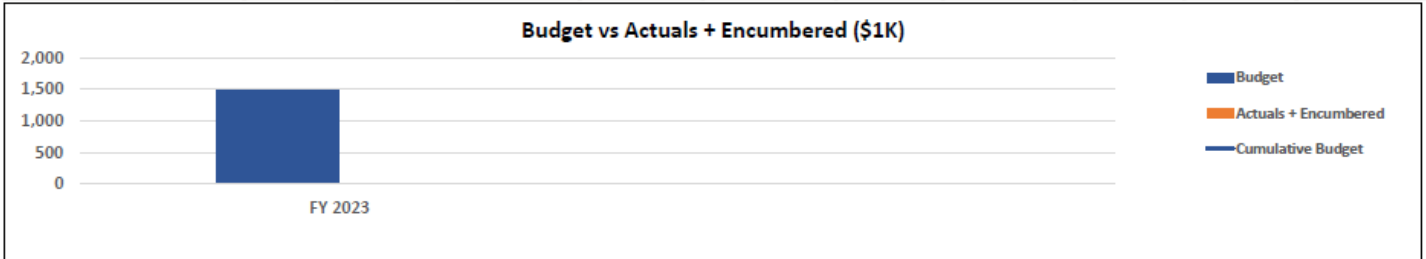 Budget vs Actuals + Encumbered ($1K)
2,000
1,500
1,000
500
0
FY 2023
Budget
Actuals + Encumbered
Cumulative Budget